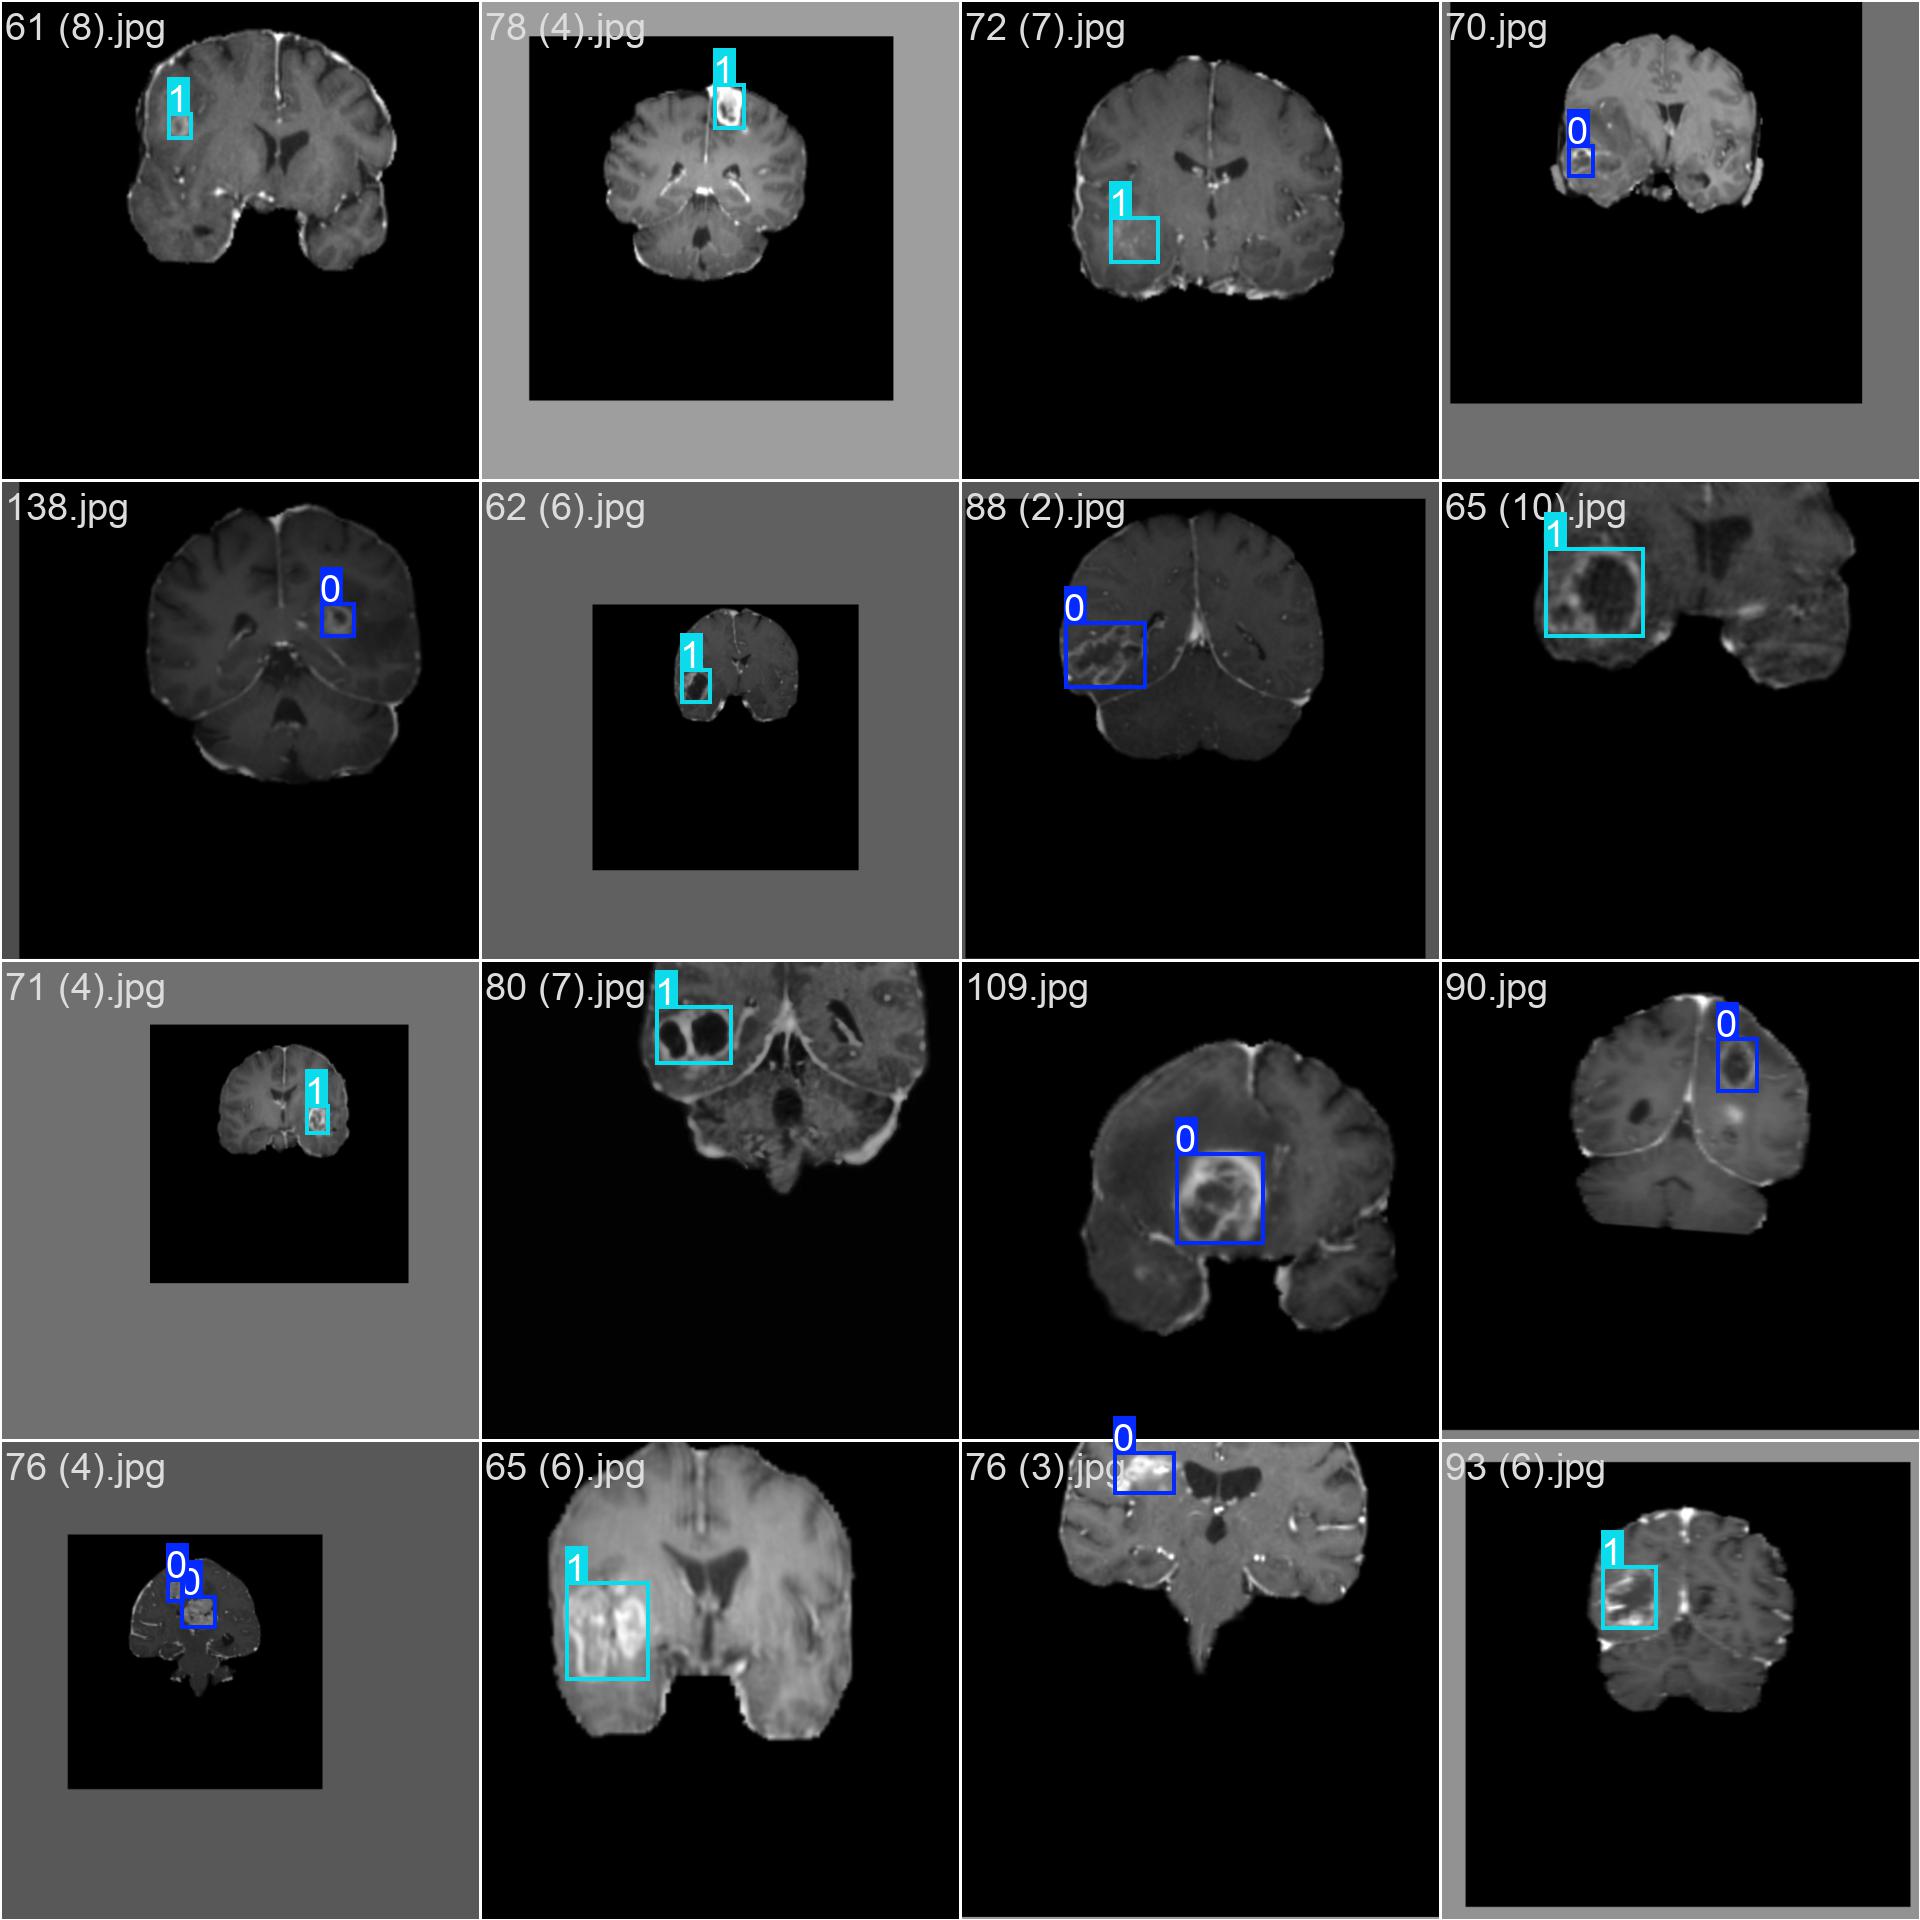 61 (8).jpg
1
78 (4).jpg
1
72 (7).jpg
1
70.jpg
0
138.jpg
0
62 (6).jpg
1
88 (2).jpg
0
65 (10).jpg
1
71 (4).jpg
1
80 (7).jpg
1
109.jpg
0
90.jpg
0
76 (4).jpg
0
0
65 (6).jpg
1
76 (3).jpg
0
93 (6).jpg
1